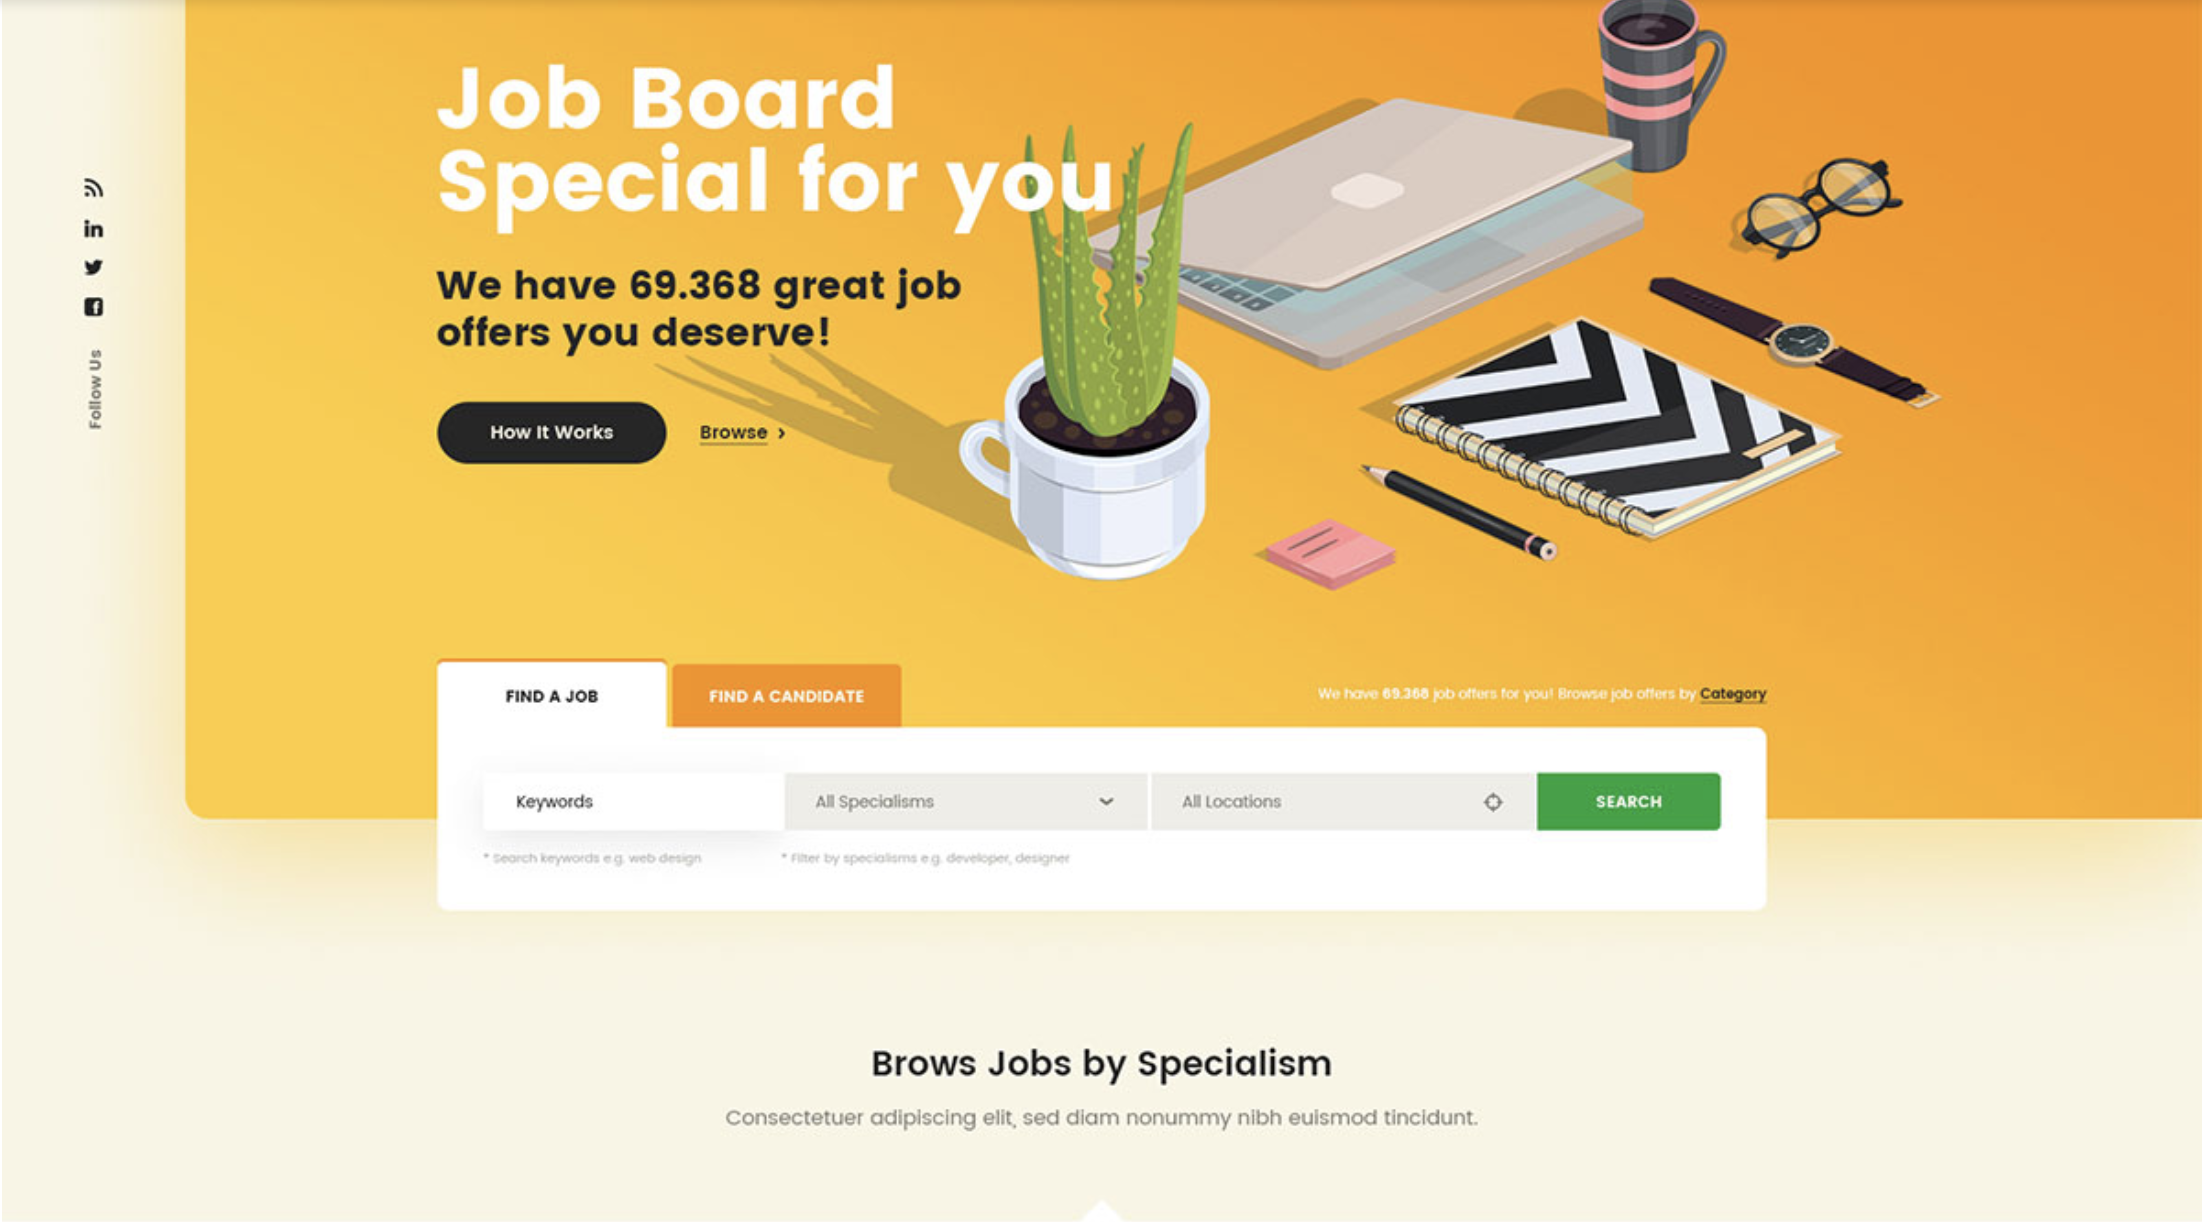 Job Board
Special for you
We have 69.368 great job
offers you deserve!
How It Works
Browse
Follow Us
FIND A JOB
FIND A CANDIDATE
We have 69.368 job offers for you! Browse job offers by Category
Keywords
All Specialisms
All Locations
SEARCH
* Search keywords e.g. web design
* Filter by specialisms e.g. developer, designer
Brows Jobs by Specialism
Consectetuer adipiscing elit, sed diam nonummy nibh euismod tincidunt.